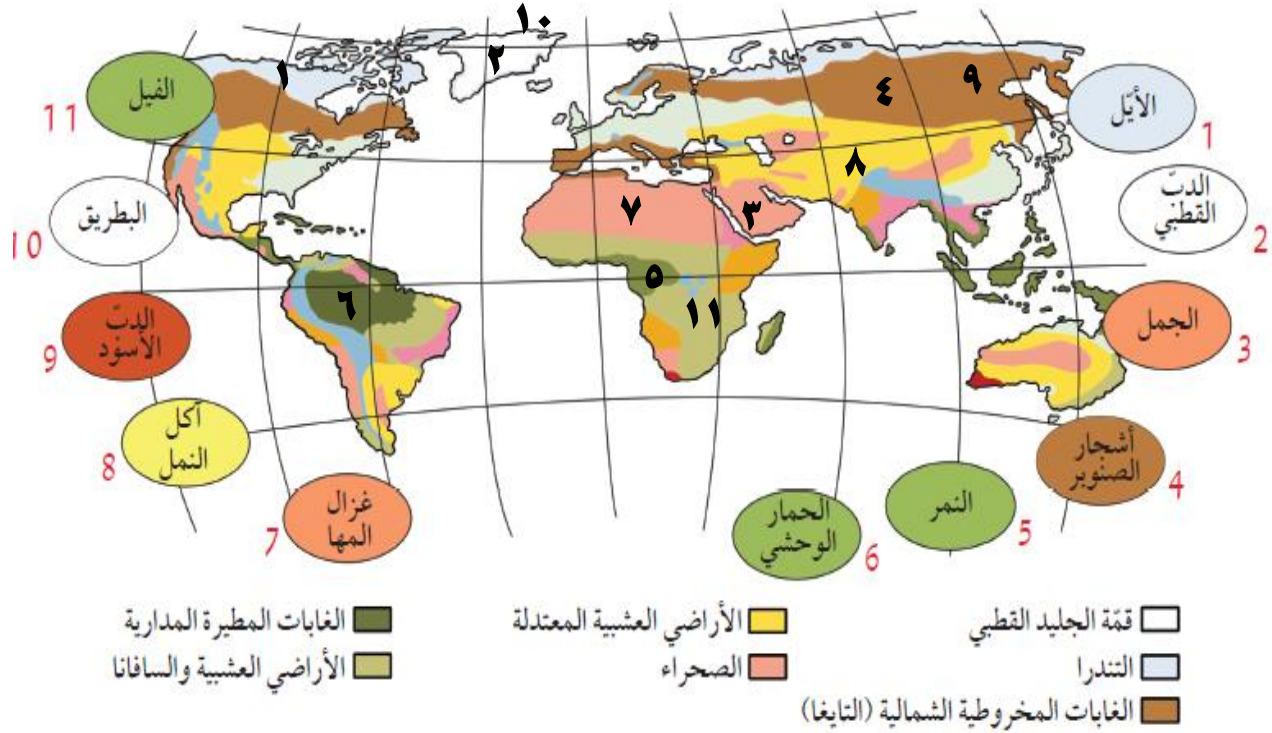 ١٠
٢
١
٤
٩
٨
٧
٣
٥
٦
١١
الأيّل
1
الدبّ
القطبي
2
الجمل
3
أشجار
الصنوبر
4
النمر
5
الحمار
الوحشي
6
غزال
المها
7
آكل
النمل
8
الدبّ
الأسود
9
البطريق
10
الفيل
11
قمّة الجليد القطبي
التندرا
الغابات المخروطية الشمالية (التايغا)
الأراضي العشبية المعتدلة
الصحراء
الغابات المطيرة المدارية
الأراضي العشبية والسافانا